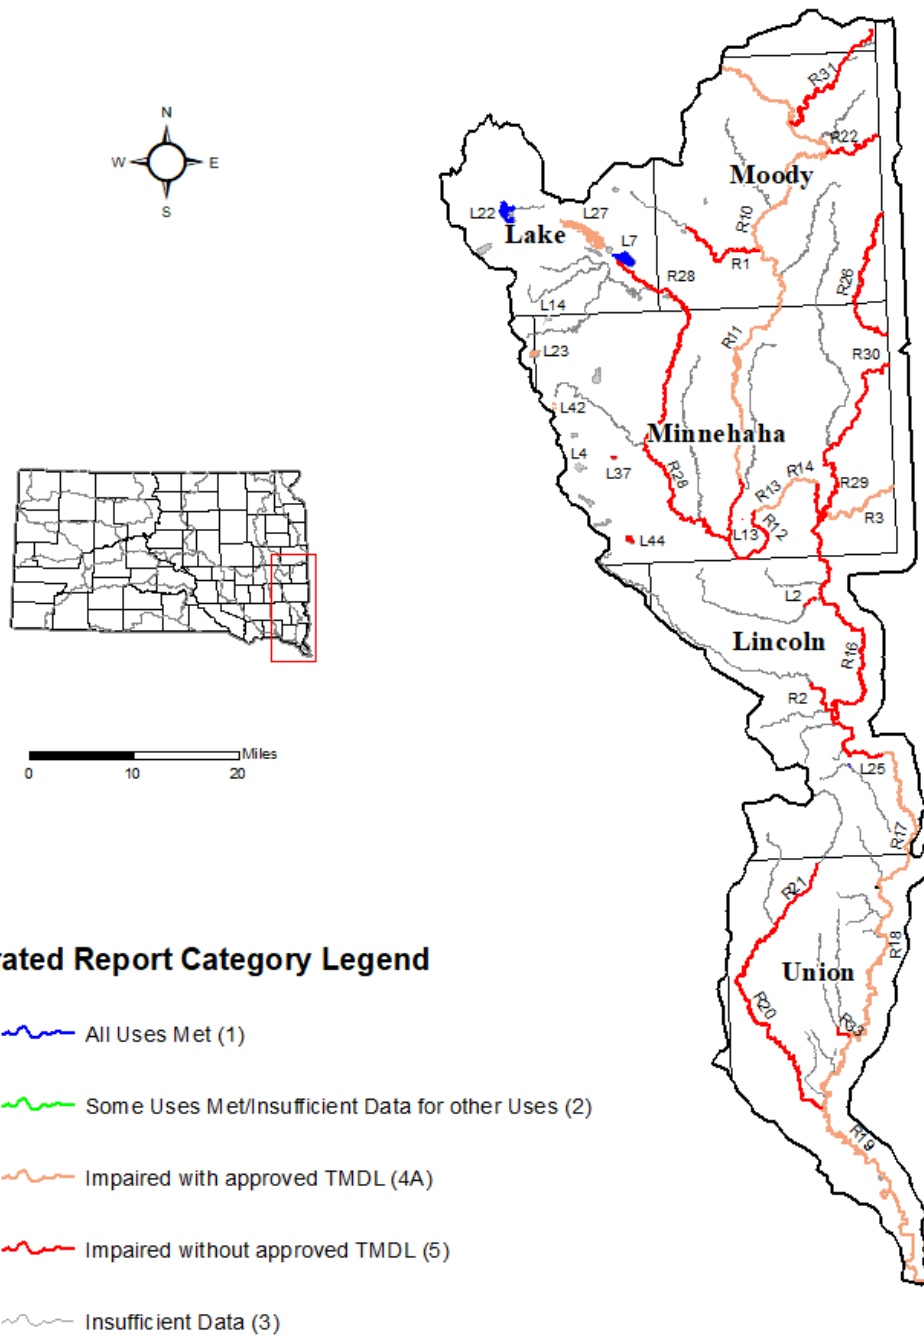 N
W E
S
R31
R22
Moody
L22
L27
R10
Lake
L7
R1
R28
R26
L14
R11
L23
R30
L42
Minnehaha
L4
L37
R28
R14
R13
R29
R3
L13
R12
L44
L2
Lincoln
R16
R2
Miles
0 10 20
L25
R17
R21
R18
Union
R20
R33
R19
rated Report Category Legend
All Uses Met (1)
Some Uses Met/Insufficient Data for other Uses (2)
Impaired with approved TMDL (4A)
Impaired without approved TMDL (5)
Insufficient Data (3)